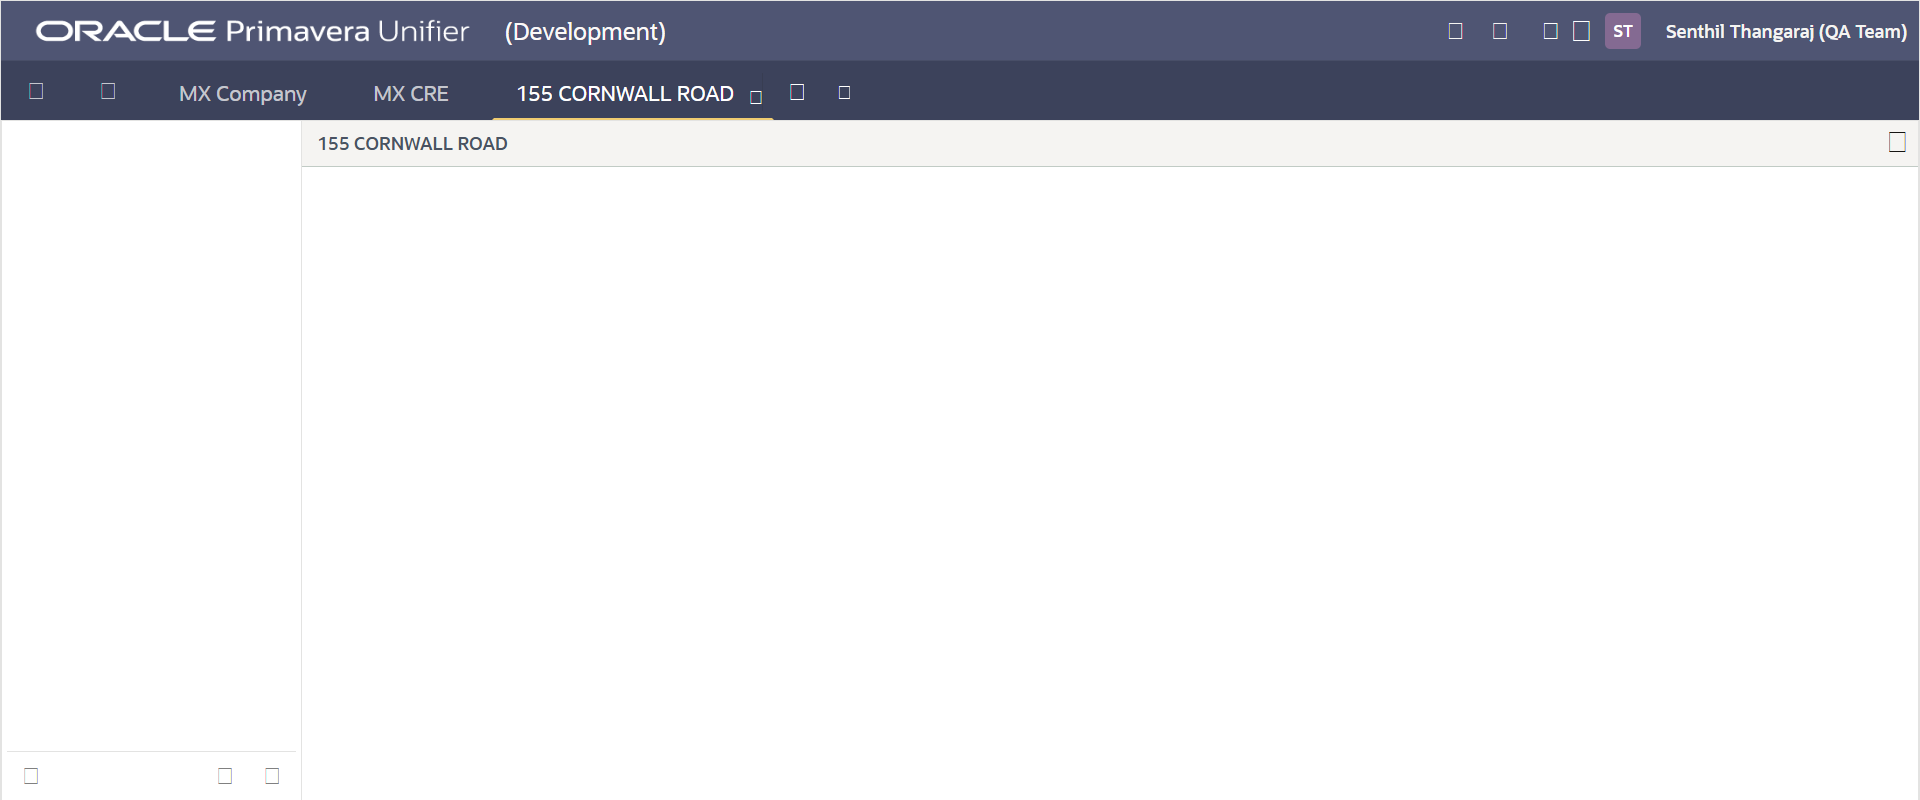 ORACLE Primavera Unifier (Development) ST Senthil Thangaraj (QA Team)
MX Company MX CRE 155 CORNWALL ROAD
155 CORNWALL ROAD